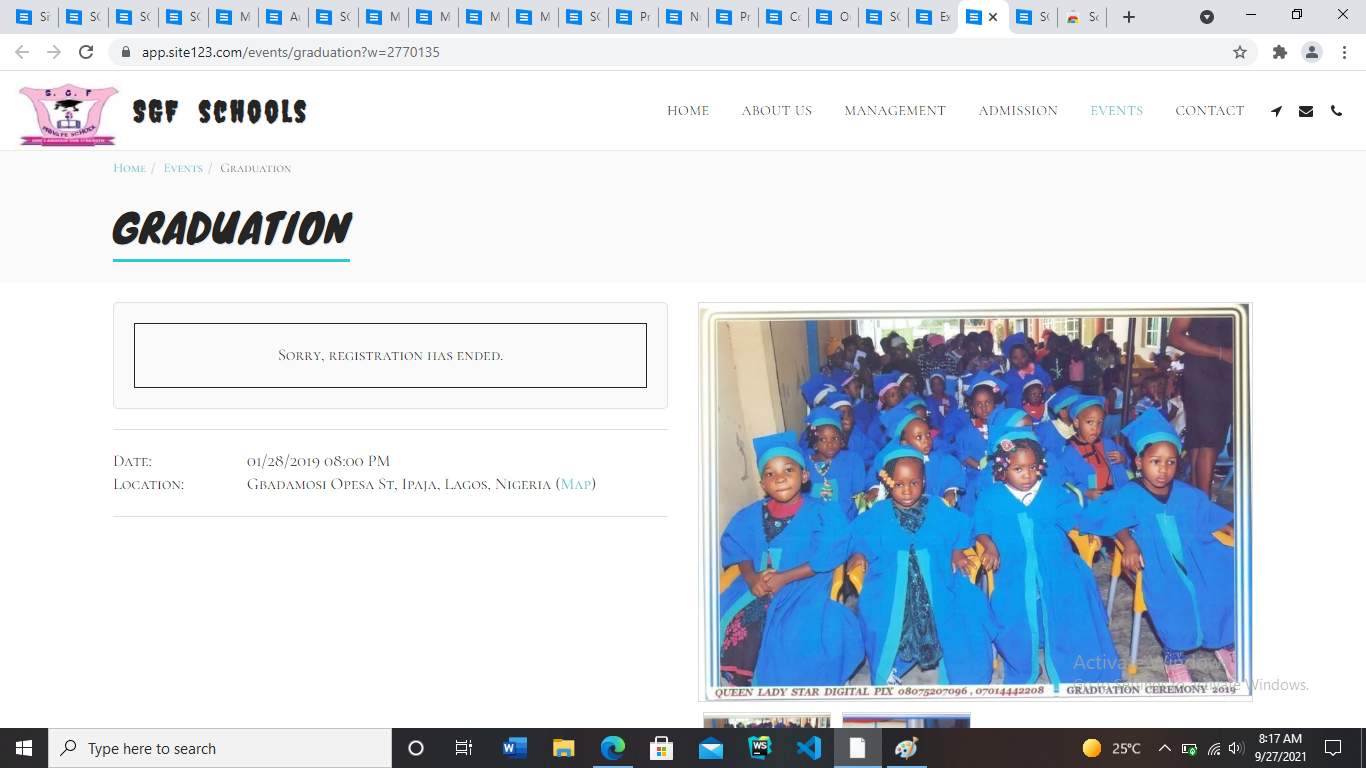 Si
SC
SC
SC
M
Au
SC
M
M
M
M
SC
Pr
N
Pr
Co
O
SC
Ex
SC
Sc
app.site123.com/events/graduation?w=2770135
S. G. F
PRIVATE SCHOOL
SGF SCHOOLS
HOME
ABOUT US
MANAGEMENT
ADMISSION
EVENTS
CONTACT
Home / Events / Graduation
GRADUATION
Sorry, registration has ended.
Date: 01/28/2019 08:00 PM
Location: Gbadamosi Opesa St, Ipaja, Lagos, Nigeria (Map)
QUEEN LADY STAR DIGITAL PIX 08075207096 , 07014442208 GRADUATION CEREMONY 2019
Activate Windows
Go to Settings to activate Windows.
Type here to search
W
WS
25°C
8:17 AM
9/27/2021